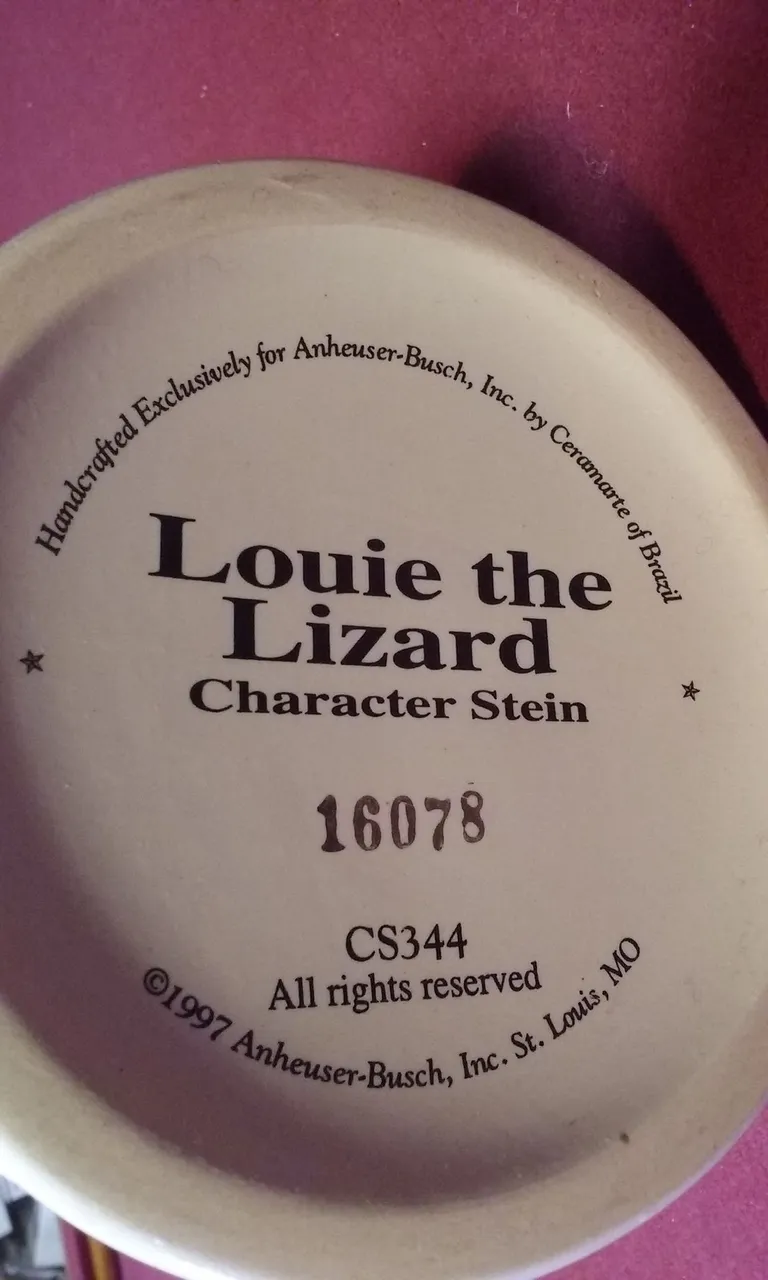 Handcrafted Exclusively for Anheuser-Busch, Inc. by Ceramarte of Brazil
Louie the
Lizard
Character Stein
16078
CS344
All rights reserved
©1997 Anheuser-Busch, Inc. St. Louis, MO